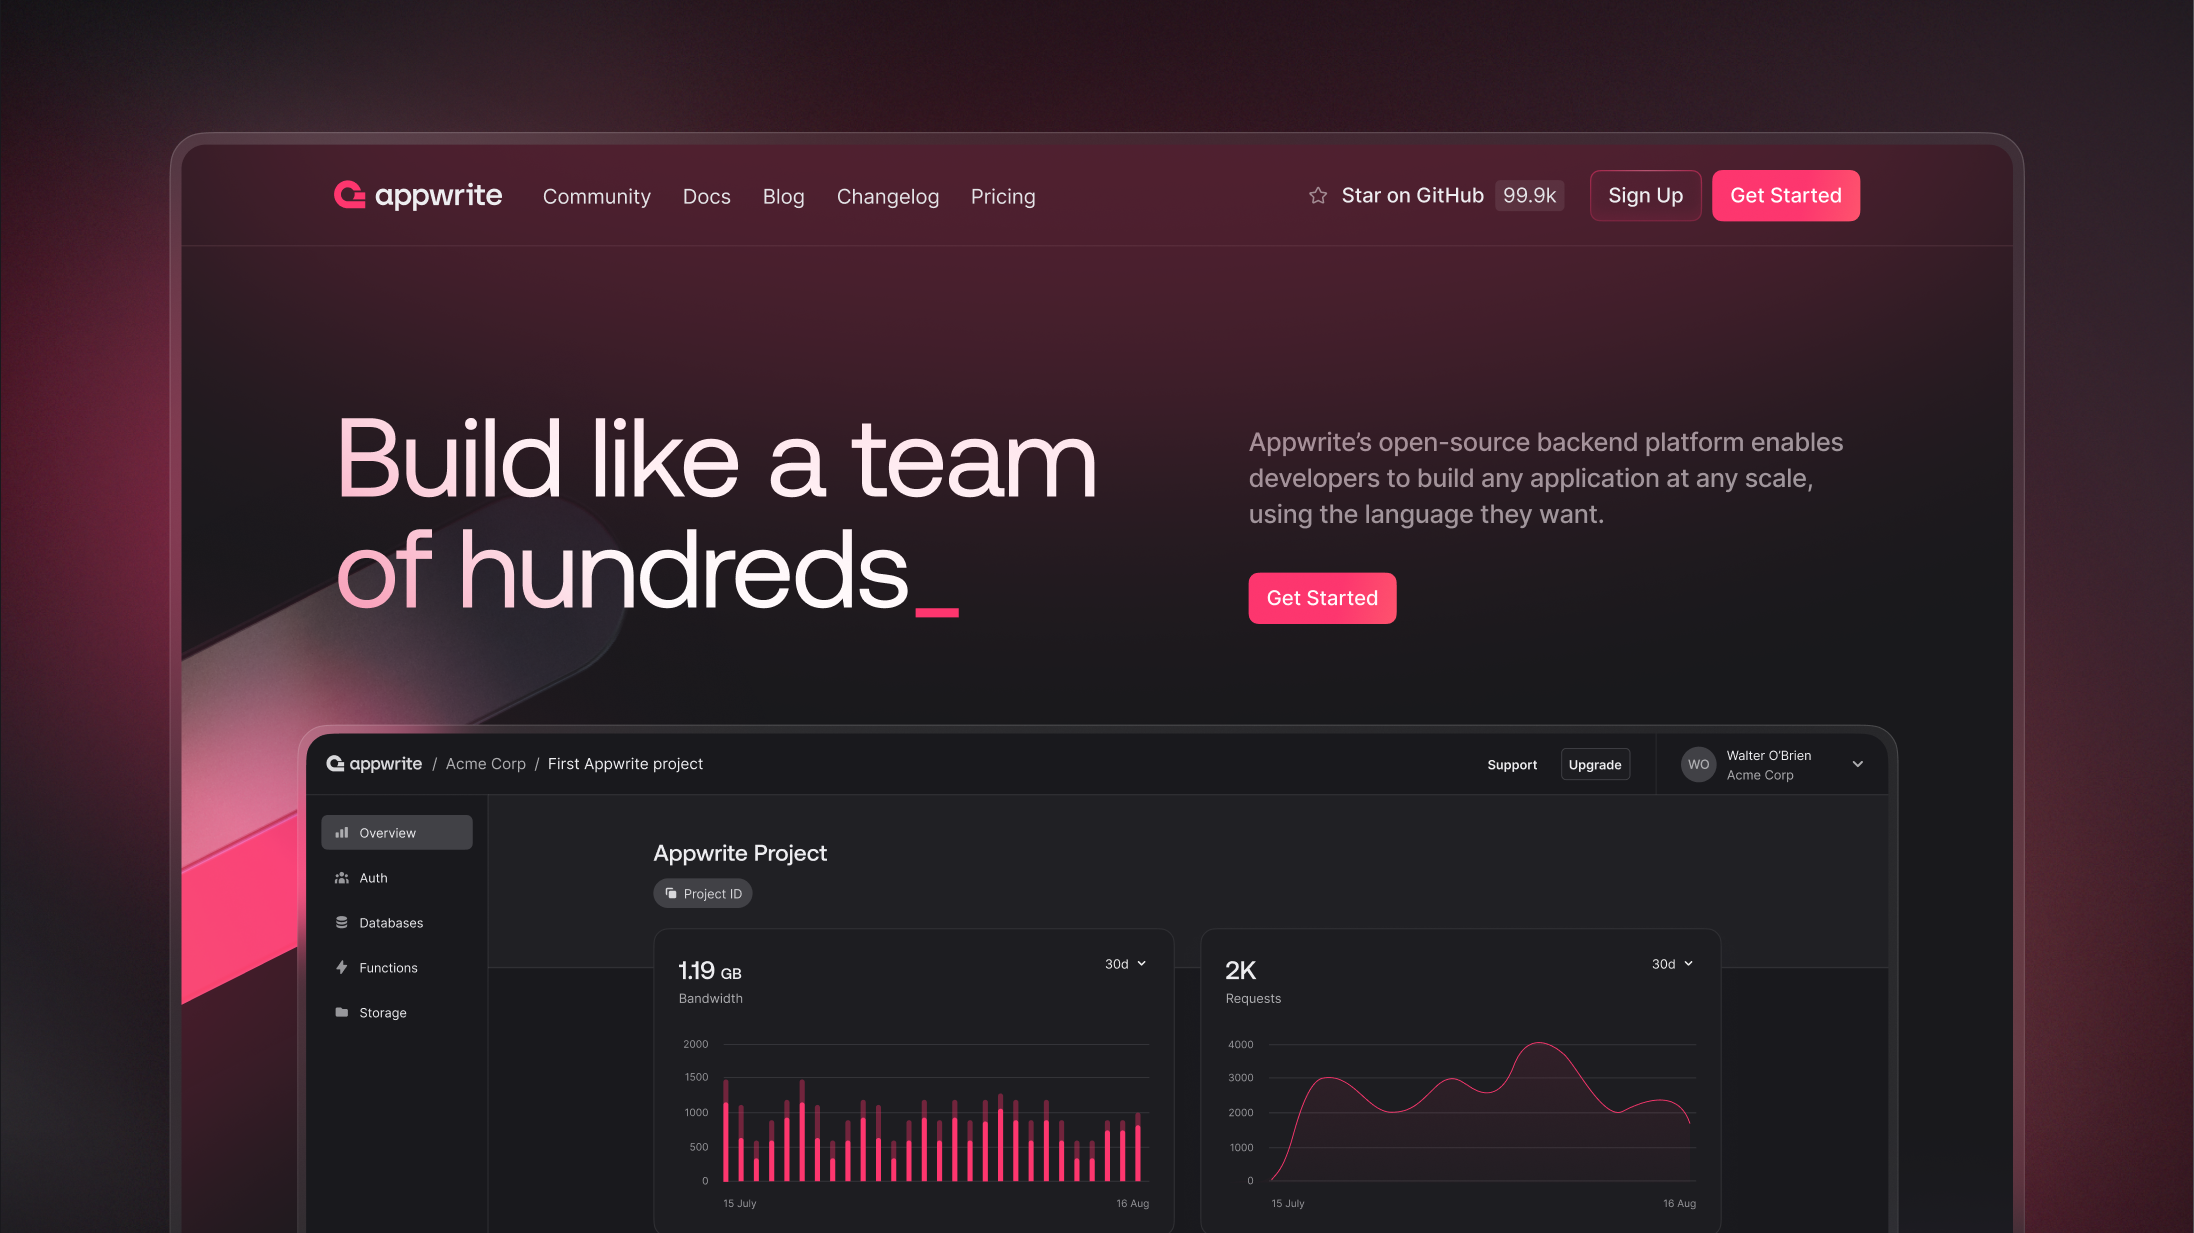 appwrite Community Docs Blog Changelog Pricing Star on GitHub 99.9k Sign Up Get Started
Build like a team
of hundreds_
Appwrite’s open-source backend platform enables
developers to build any application at any scale,
using the language they want.
Get Started
appwrite / Acme Corp / First Appwrite project Support Upgrade WO Walter O'Brien
Acme Corp
Overview
Auth
Databases
Functions
Storage
Appwrite Project
Project ID
1.19 GB 30d
Bandwidth
2000
1500
1000
500
0
15 July 16 Aug
2K 30d
Requests
4000
3000
2000
1000
0
15 July 16 Aug